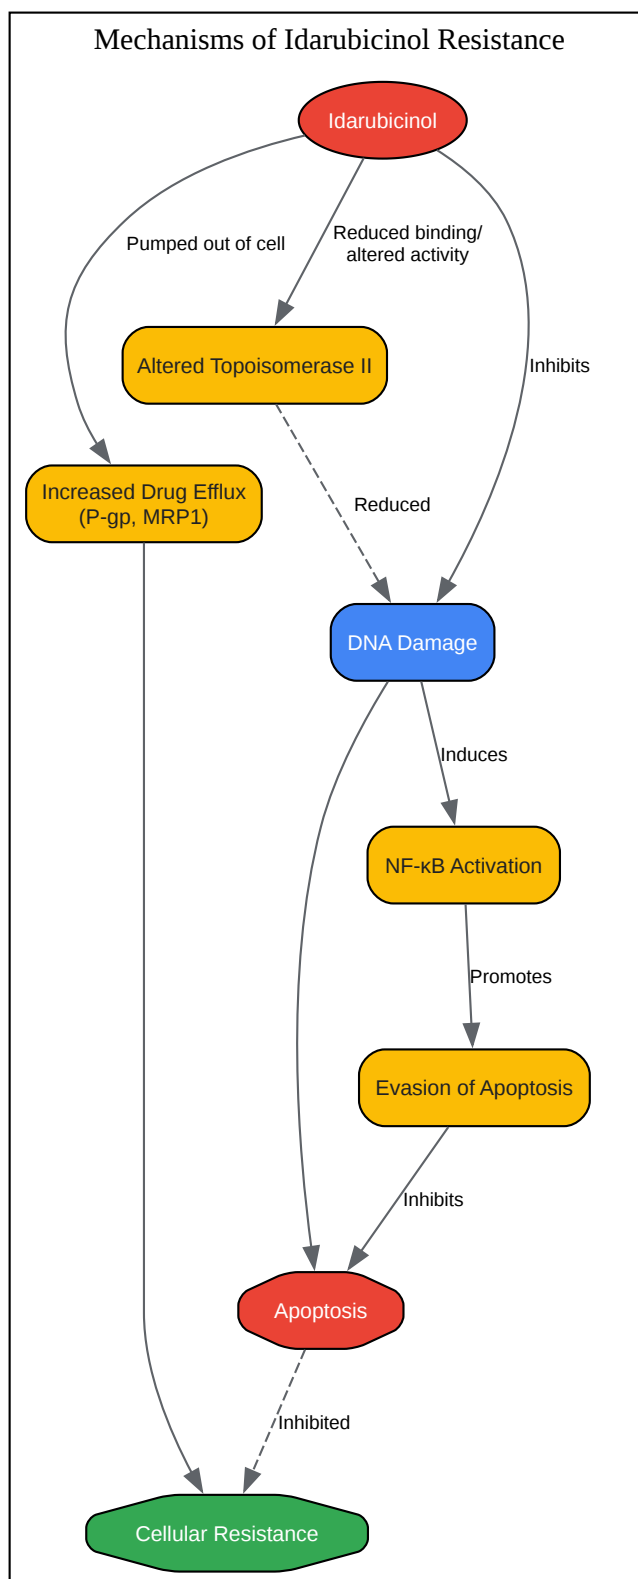 Mechanisms of Idarubicinol Resistance
Idarubicinol
Pumped out of cell
Reduced binding/
altered activity
Inhibits
Altered Topoisomerase II
Increased Drug Efflux
(P-gp, MRP1)
Reduced
DNA Damage
Induces
NF-κB Activation
Promotes
Evasion of Apoptosis
Inhibits
Apoptosis
Inhibited
Cellular Resistance